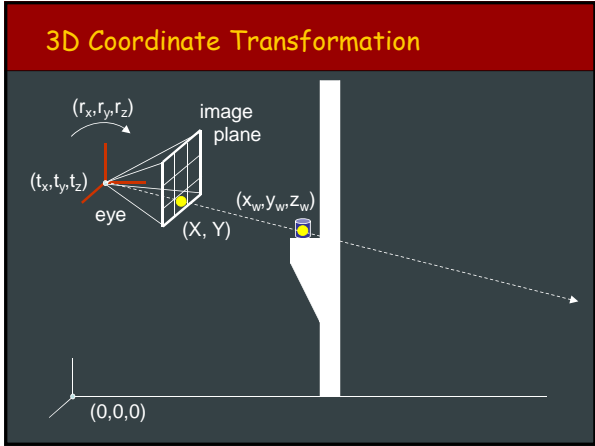 3D Coordinate Transformation
(rx,ry,rz)
image
plane
(tx,ty,tz)
eye
(X, Y)
(xw,yw,zw)
(0,0,0)